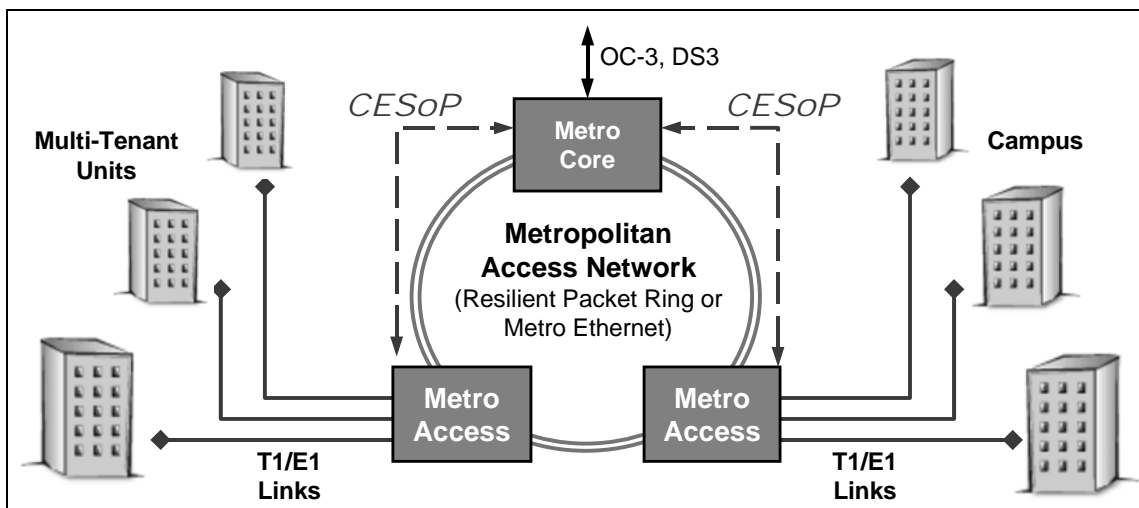 OC-3, DS3
CESoP
CESoP
Metro
Core
Multi-Tenant
Units
Campus
Metropolitan
Access Network
(Resilient Packet Ring or
Metro Ethernet)
Metro
Access
Metro
Access
T1/E1
Links
T1/E1
Links